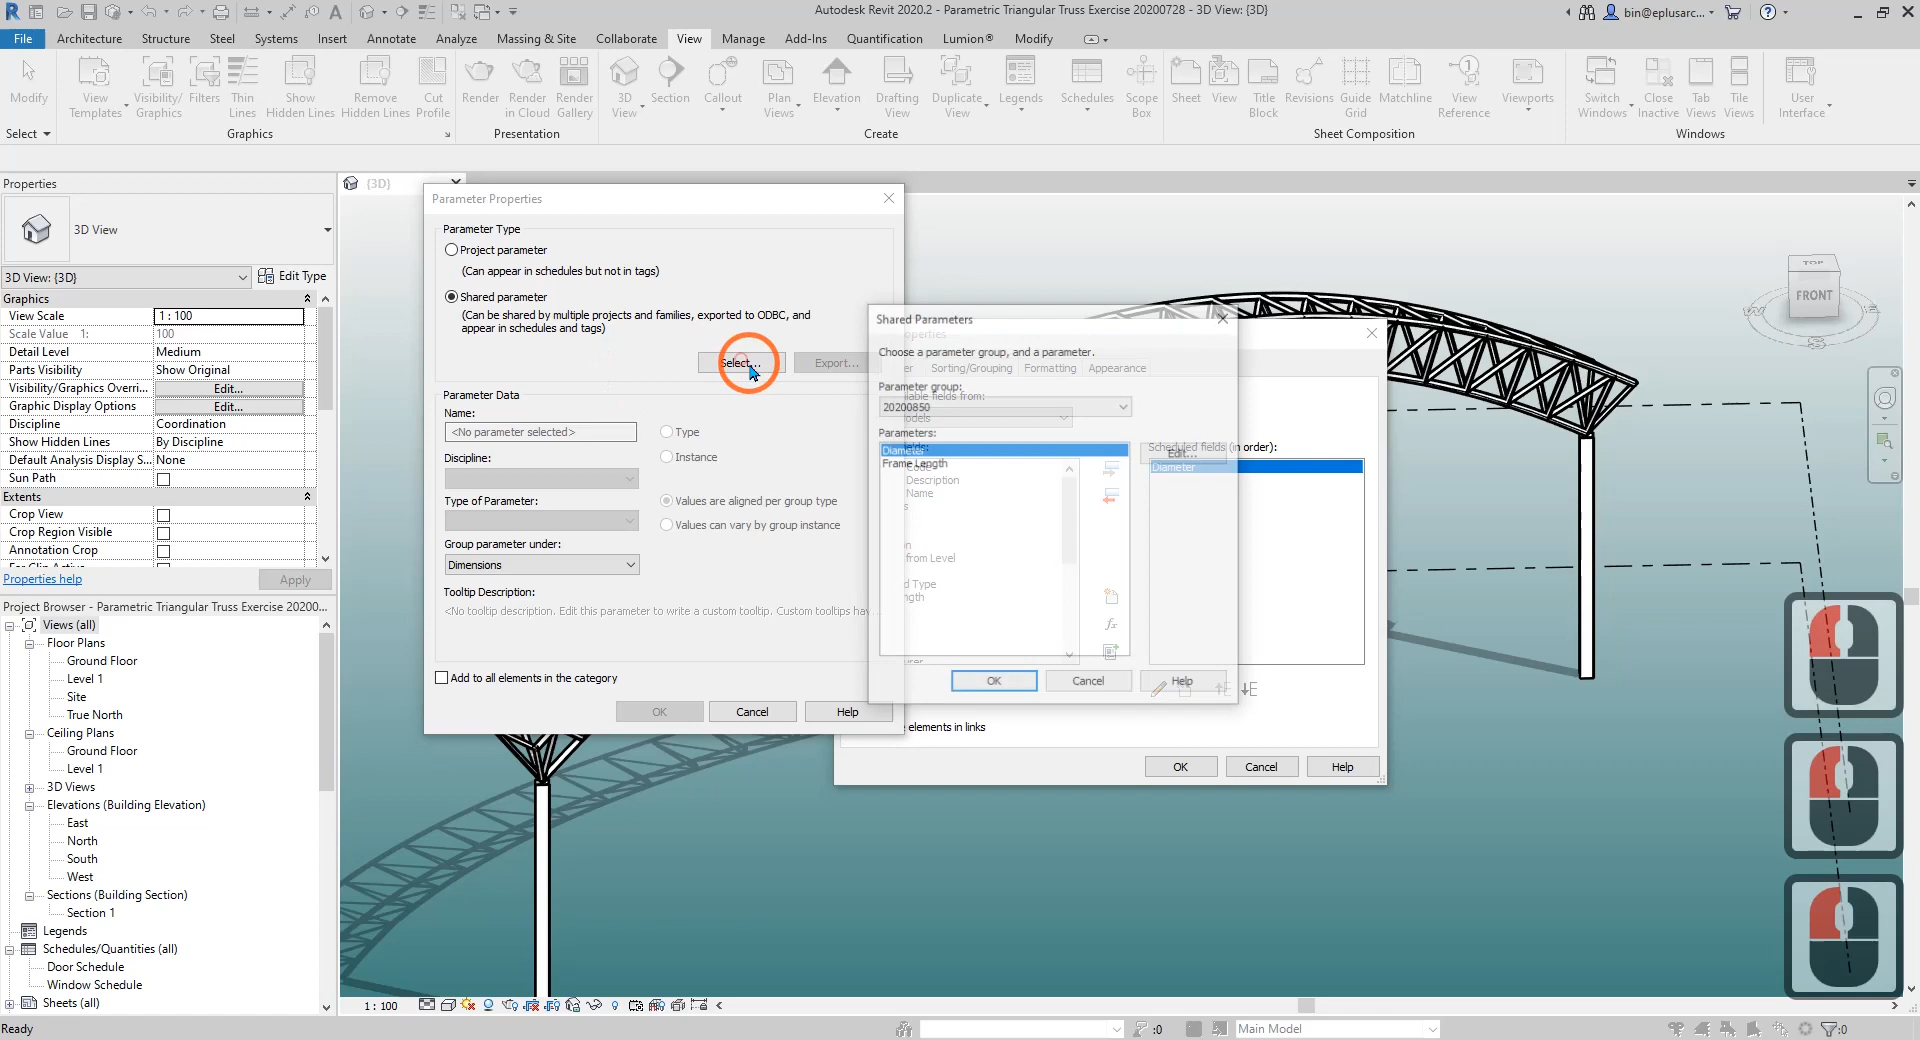 Autodesk Revit 2020.2 - Parametric Triangular Truss Exercise 20200728 - 3D View: {3D}
bin@eplusarc...
File Architecture Structure Steel Systems Insert Annotate Analyze Massing & Site Collaborate View Manage Add-Ins Quantification Lumion® Modify
Modify
View Templates
Visibility/ Graphics
Filters
Thin Lines
Show Hidden Lines
Remove Hidden Lines
Cut Profile
Render
Render in Cloud
Render Gallery
3D View
Section
Callout
Plan Views
Elevation
Drafting View
Duplicate View
Legends
Schedules
Scope Box
Sheet
View
Title Block
Revisions
Guide Grid
Matchline
View Reference
Viewports
Switch Windows
Close Inactive
Tab Views
Tile Views
User Interface
Select Graphics Presentation Create Sheet Composition Windows
Properties
3D View
3D View: {3D} Edit Type
Graphics
View Scale 1 : 100
Scale Value 1: 100
Detail Level Medium
Parts Visibility Show Original
Visibility/Graphics Overri... Edit...
Graphic Display Options Edit...
Discipline Coordination
Show Hidden Lines By Discipline
Default Analysis Display S... None
Sun Path
Extents
Crop View
Crop Region Visible
Annotation Crop
Properties help Apply
Project Browser - Parametric Triangular Truss Exercise 20200...
Views (all)
Floor Plans
Ground Floor
Level 1
Site
True North
Ceiling Plans
Ground Floor
Level 1
3D Views
Elevations (Building Elevation)
East
North
South
West
Sections (Building Section)
Section 1
Legends
Schedules/Quantities (all)
Door Schedule
Window Schedule
Sheets (all)
{3D}
Parameter Properties
Parameter Type
Project parameter
(Can appear in schedules but not in tags)
Shared parameter
(Can be shared by multiple projects and families, exported to ODBC, and
appear in schedules and tags)
Select... Export...
Parameter Data
Name:
<No parameter selected>
Type
Instance
Discipline:
Type of Parameter:
Values are aligned per group type
Values can vary by group instance
Group parameter under:
Dimensions
Tooltip Description:
<No tooltip description. Edit this parameter to write a custom tooltip. Custom tooltips hav
Add to all elements in the category
OK Cancel Help
Shared Parameters
Choose a parameter group, and a parameter.
Sorting/Grouping Formatting Appearance
Parameter group:
20200850
Parameters:
Diameter
Frame Length
Edit...
OK Cancel Help
Scheduled fields (in order):
Diameter
Description
Name
from Level
d Type
elements in links
OK Cancel Help
TOP
FRONT
W
S
1 : 100
Ready
:0
Main Model
:0